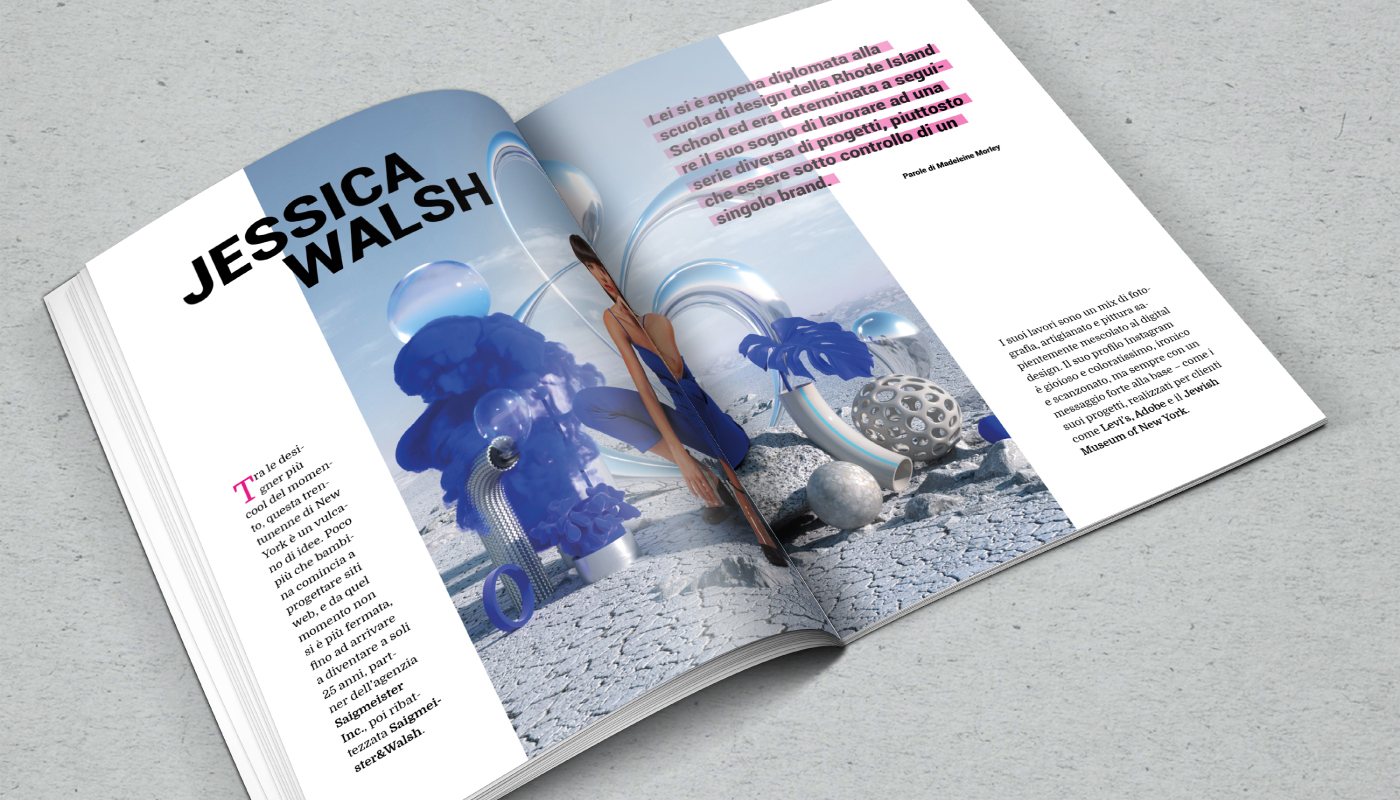 JESSICA
WALSH
Tra le desi-
gner più
cool del momen-
to, questa tren-
tunenne di New
York è un vulca-
no di idee. Poco
più che bambi-
na comincia a
progettare siti
web, e da quel
momento non
si è più fermata,
fino ad arrivare
a diventare a soli
25 anni, part-
ner dell'agenzia
Saigmeister
Inc., poi ribat-
tezzata Saigmei-
ster&Walsh.
Lei si è appena diplomata alla
scuola di design della Rhode Island
School ed era determinata a segui-
re il suo sogno di lavorare ad una
serie diversa di progetti, piuttosto
che essere sotto controllo di un
singolo brand.
Parole di Madeleine Morley
I suoi lavori sono un mix di foto-
grafia, artigianato e pittura sa-
pientemente mescolato al digital
design. Il suo profilo Instagram
è gioioso e coloratissimo, ironico
e scanzonato, ma sempre con un
messaggio forte alla base – come i
suoi progetti, realizzati per clienti
come Levi's, Adobe e il Jewish
Museum of New York.